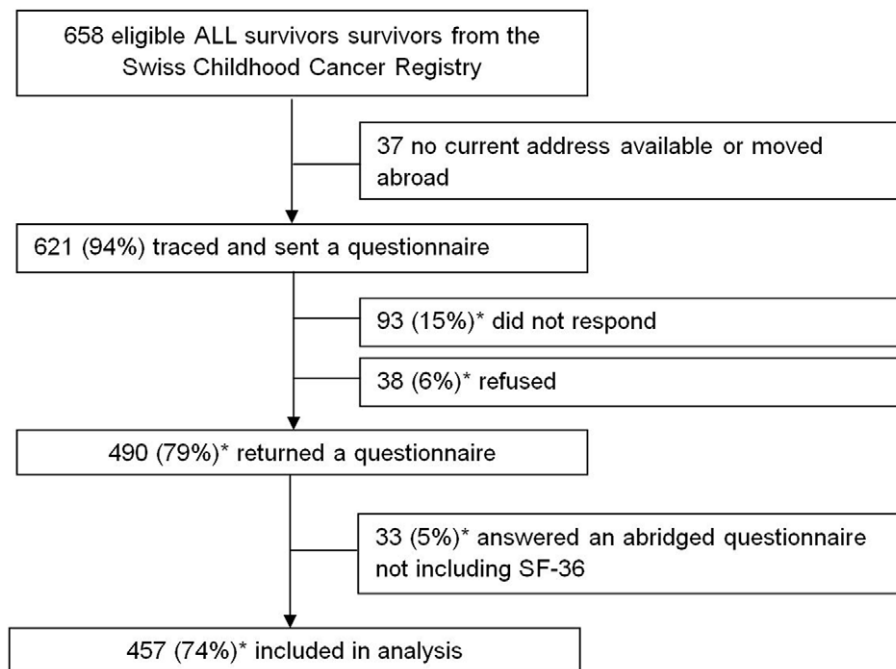 658 eligible ALL survivors survivors from the
Swiss Childhood Cancer Registry
37 no current address available or moved
abroad
621 (94%) traced and sent a questionnaire
93 (15%)* did not respond
38 (6%)* refused
490 (79%)* returned a questionnaire
33 (5%)* answered an abridged questionnaire
not including SF-36
457 (74%)* included in analysis